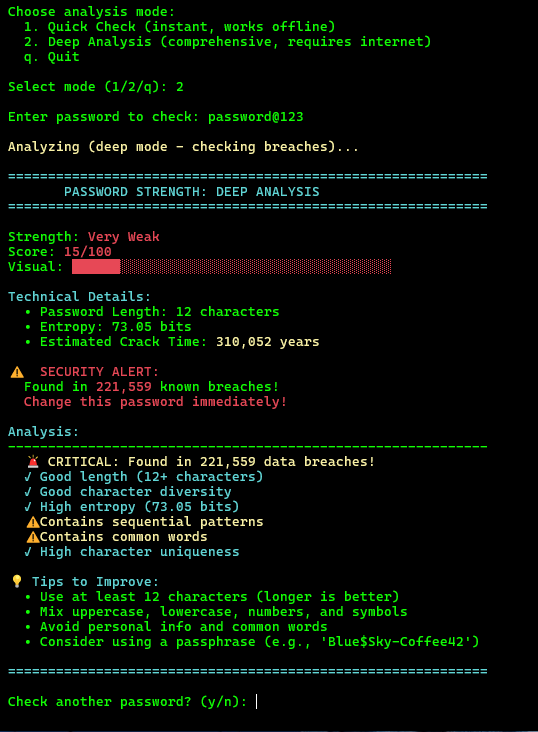 Choose analysis mode:
  1. Quick Check (instant, works offline)
  2. Deep Analysis (comprehensive, requires internet)
  q. Quit
Select mode (1/2/q): 2
Enter password to check: password@123
Analyzing (deep mode - checking breaches)...
============================================================
       PASSWORD STRENGTH: DEEP ANALYSIS
============================================================
Strength: Very Weak
Score: 15/100
Visual: ██████░░░░░░░░░░░░░░░░░░░░░░░░░░░░░░░░░░
Technical Details:
  • Password Length: 12 characters
  • Entropy: 73.05 bits
  • Estimated Crack Time: 310,052 years
⚠️  SECURITY ALERT:
  Found in 221,559 known breaches!
  Change this password immediately!
Analysis:
------------------------------------------------------------
  🚨 CRITICAL: Found in 221,559 data breaches!
  ✓ Good length (12+ characters)
  ✓ Good character diversity
  ✓ High entropy (73.05 bits)
  ⚠️Contains sequential patterns
  ⚠️Contains common words
  ✓ High character uniqueness
💡 Tips to Improve:
  • Use at least 12 characters (longer is better)
  • Mix uppercase, lowercase, numbers, and symbols
  • Avoid personal info and common words
  • Consider using a passphrase (e.g., 'Blue$Sky-Coffee42')
============================================================
Check another password? (y/n):